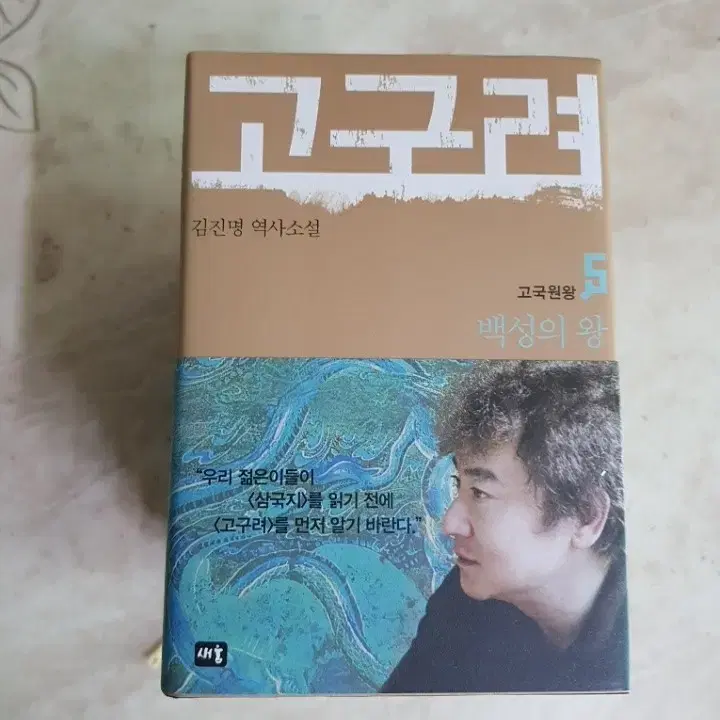 고구려
김진명 역사소설
고국원왕 5
백성의 왕
“우리 젊은이들이
〈삼국지〉를 읽기 전에
〈고구려〉를 먼저 알기 바란다.”
새움